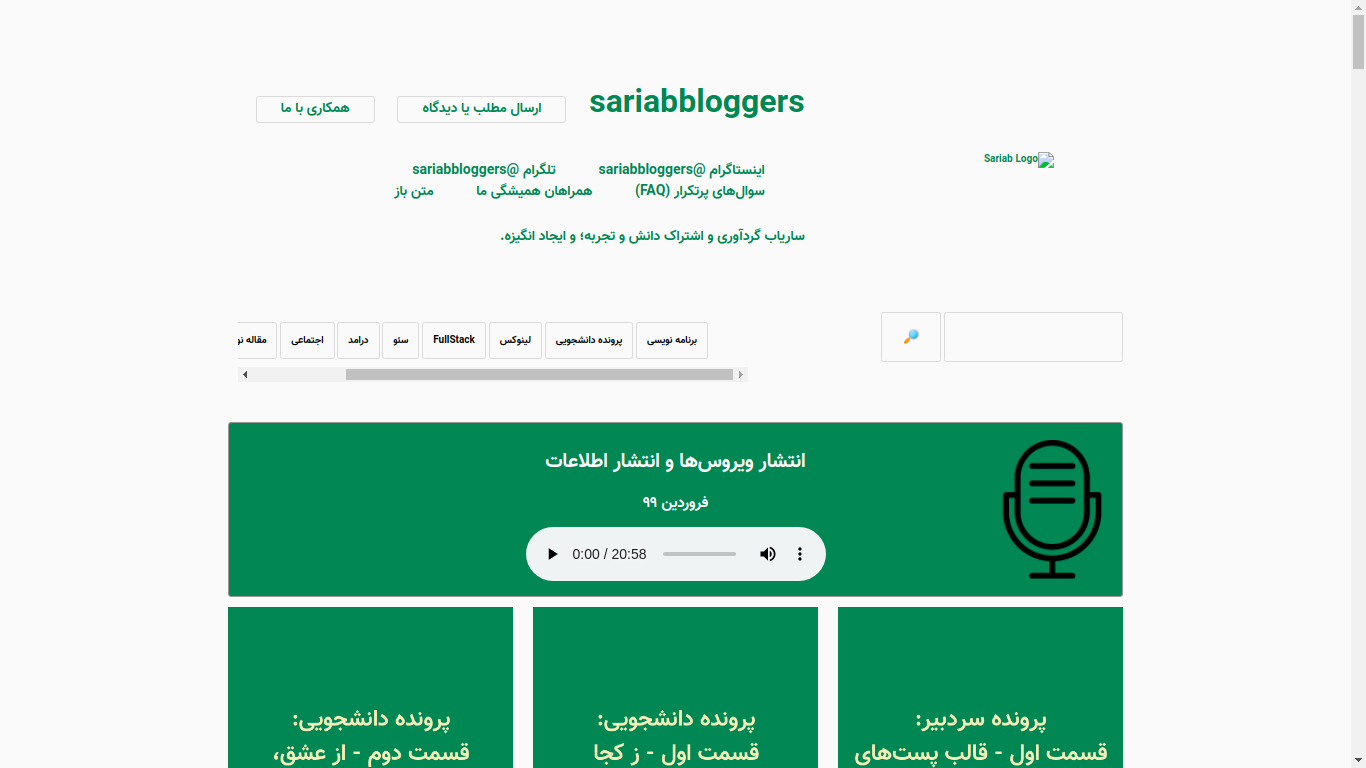 sariabbloggers
ارسال مطلب یا دیدگاه
همکاری با ما
Sariab Logo
اینستاگرام @sariabbloggers
تلگرام @sariabbloggers
سوال‌های پرتکرار (FAQ)
همراهان همیشگی ما
متن باز
ساریاب گردآوری و اشتراک دانش و تجربه؛ و ایجاد انگیزه.
برنامه نویسی
پرونده دانشجویی
لینوکس
FullStack
سئو
درامد
اجتماعی
مقاله
انتشار ویروس‌ها و انتشار اطلاعات
فروردین ۹۹
0:00 / 20:58
پرونده سردبیر:
قسمت اول - قالب پست‌های
پرونده دانشجویی:
قسمت اول - ز کجا
پرونده دانشجویی:
قسمت دوم - از عشق،